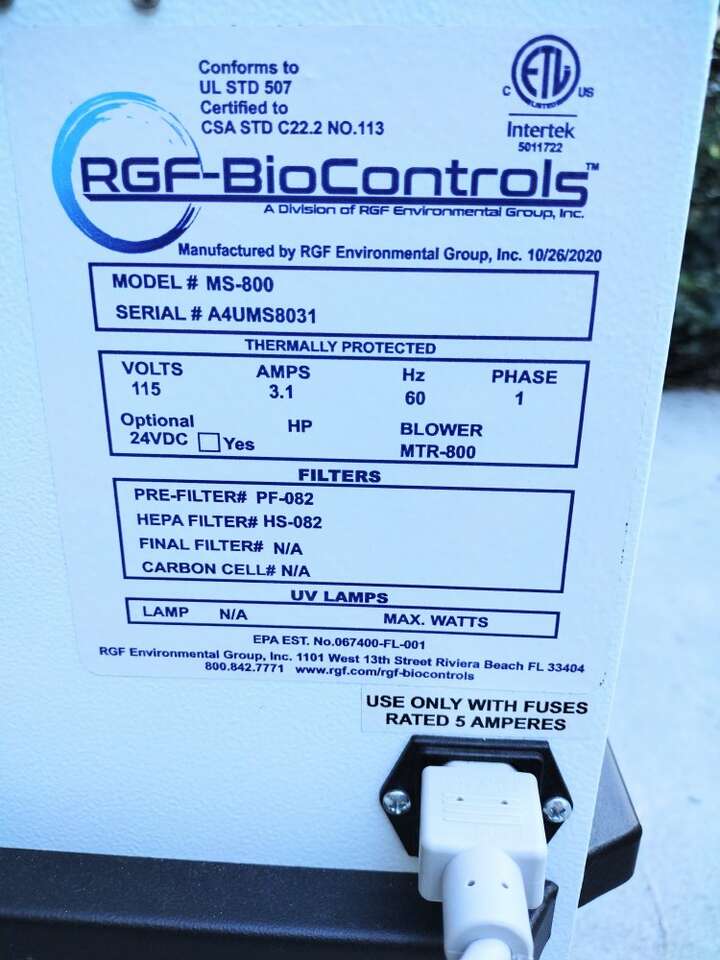 Conforms to
UL STD 507
Certified to
CSA STD C22.2 NO.113
ETL
C US
LISTED
Intertek
5011722
RGF-BioControls™
A Division of RGF Environmental Group, Inc.
Manufactured by RGF Environmental Group, Inc. 10/26/2020
MODEL # MS-800
SERIAL # A4UMS8031
THERMALLY PROTECTED
VOLTS AMPS Hz PHASE
115 3.1 60 1
Optional HP BLOWER
24VDC Yes MTR-800
FILTERS
PRE-FILTER# PF-082
HEPA FILTER# HS-082
FINAL FILTER# N/A
CARBON CELL# N/A
UV LAMPS
LAMP N/A MAX. WATTS
EPA EST. No.067400-FL-001
RGF Environmental Group, Inc. 1101 West 13th Street Riviera Beach FL 33404
800.842.7771 www.rgf.com/rgf-biocontrols
USE ONLY WITH FUSES
RATED 5 AMPERES